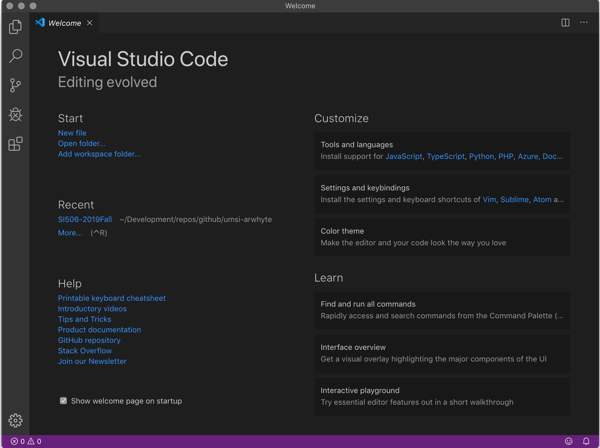 Welcome
Welcome
Visual Studio Code
Editing evolved
Start
New file
Open folder...
Add workspace folder...
Recent
SI506-2019Fall ~/Development/repos/github/umsi-arwhyte
More... (^R)
Help
Printable keyboard cheatsheet
Introductory videos
Tips and Tricks
Product documentation
GitHub repository
Stack Overflow
Join our Newsletter
Show welcome page on startup
Customize
Tools and languages
Install support for JavaScript, TypeScript, Python, PHP, Azure, Doc...
Settings and keybindings
Install the settings and keyboard shortcuts of Vim, Sublime, Atom a...
Color theme
Make the editor and your code look the way you love
Learn
Find and run all commands
Rapidly access and search commands from the Command Palette (...
Interface overview
Get a visual overlay highlighting the major components of the UI
Interactive playground
Try essential editor features out in a short walkthrough
0 0